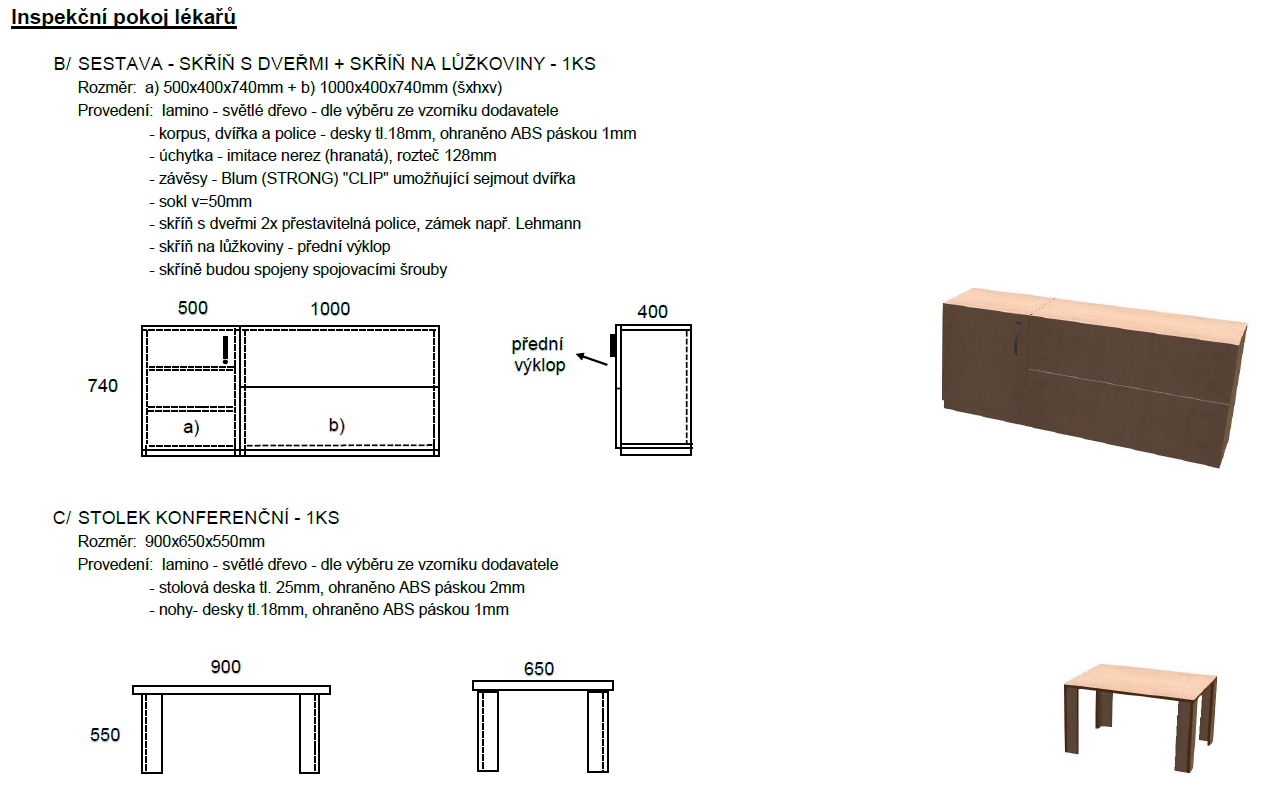 Inspekční pokoj lékařů
B/ SESTAVA - SKŘÍŇ S DVEŘMI + SKŘÍŇ NA LŮŽKOVINY - 1KS
Rozměr: a) 500x400x740mm + b) 1000x400x740mm (šxhxv)
Provedení: lamino - světlé dřevo - dle výběru ze vzorníku dodavatele
- korpus, dvířka a police - desky tl.18mm, ohraněno ABS páskou 1mm
- úchytka - imitace nerez (hranatá), rozteč 128mm
- závěsy - Blum (STRONG) "CLIP" umožňující sejmout dvířka
- sokl v=50mm
- skříň s dveřmi 2x přestavitelná police, zámek např. Lehmann
- skříň na lůžkoviny - přední výklop
- skříně budou spojeny spojovacími šrouby
500 1000 400
přední
výklop
740
a) b)
C/ STOLEK KONFERENČNÍ - 1KS
Rozměr: 900x650x550mm
Provedení: lamino - světlé dřevo - dle výběru ze vzorníku dodavatele
- stolová deska tl. 25mm, ohraněno ABS páskou 2mm
- nohy- desky tl.18mm, ohraněno ABS páskou 1mm
900 650
550